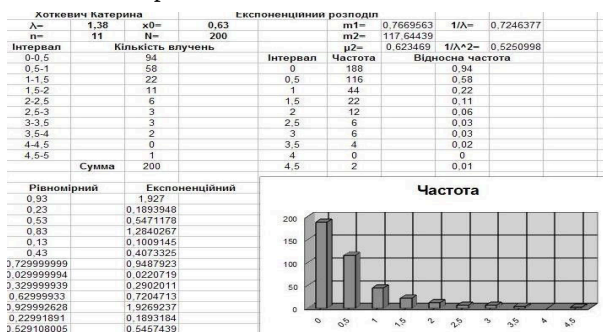 Хоткевич Катерина Експоненційний розподіл
λ= 1,38 x0= 0,63 m1= 0,7669563 1/λ= 0,7246377
n= 11 N= 200 m2= 117,64439
Інтервал Кількість влучень μ2= 0,623469 1/λ^2= 0,5250998
0-0,5 94 Інтервал Частота Відносна частота
0,5-1 58 0 188 0,94
1-1,5 22 0,5 116 0,58
1,5-2 11 1 44 0,22
2-2,5 6 1,5 22 0,11
2,5-3 3 2 12 0,06
3-3,5 3 2,5 6 0,03
3,5-4 2 3 6 0,03
4-4,5 0 3,5 4 0,02
4,5-5 1 4 0 0
Сумма 200 4,5 2 0,01
Рівномірний Експоненційний
0,93 1,927
0,23 0,1893948
0,53 0,5471178
0,83 1,2840267
0,13 0,1009145
0,43 0,4073325
0,729999999 0,9487923
0,029999994 0,0220719
0,329999939 0,2902011
0,62999933 0,7204713
0,929992628 1,9269237
0,22991891 0,1893184
0,529108005 0,5457439
Частота
200
150
100
50
0
0 0,5 1 1,5 2 2,5 3 3,5 4 4,5